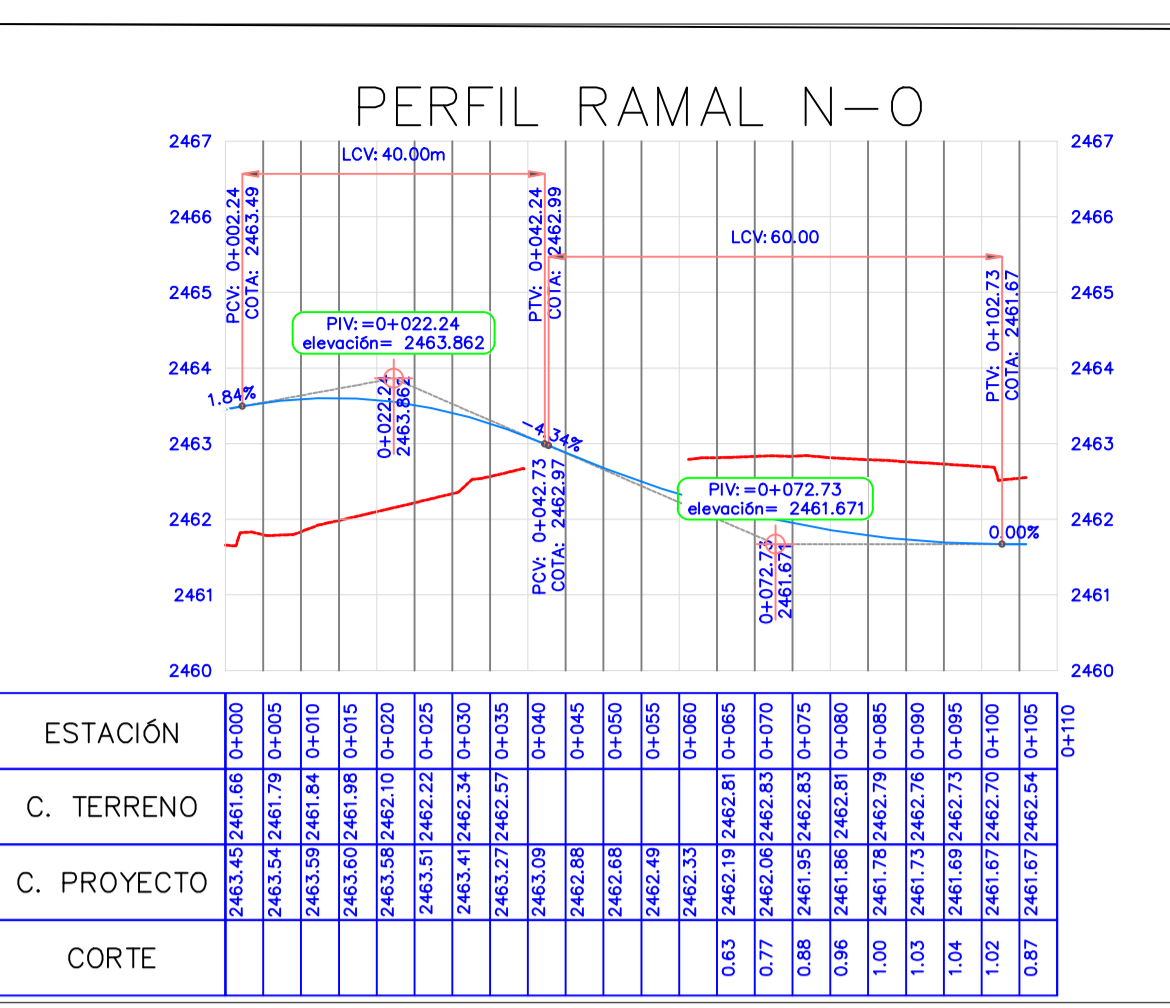 PERFIL RAMAL N-O
2467
2466
2465
2464
2463
2462
2461
2460
2467
2466
2465
2464
2463
2462
2461
2460
LCV: 40.00m
LCV: 60.00
PCV: 0+002.24
COTA: 2463.49
PTV: 0+042.24
COTA: 2462.99
PTV: 0+102.73
COTA: 2461.67
PIV:=0+022.24
elevación= 2463.862
1.84%
0+022.24
2463.862
-4.34%
PCV: 0+042.73
COTA: 2462.97
PIV:=0+072.73
elevación= 2461.671
0+072.73
2461.671
0.00%
ESTACIÓN 0+000 0+005 0+010 0+015 0+020 0+025 0+030 0+035 0+040 0+045 0+050 0+055 0+060 0+065 0+070 0+075 0+080 0+085 0+090 0+095 0+100 0+105 0+110
C. TERRENO 2461.66 2461.79 2461.84 2461.98 2462.10 2462.22 2462.34 2462.57 2462.81 2462.83 2462.83 2462.81 2462.79 2462.76 2462.73 2462.70 2462.54
C. PROYECTO 2463.45 2463.54 2463.59 2463.60 2463.58 2463.51 2463.41 2463.27 2463.09 2462.88 2462.68 2462.49 2462.33 2462.19 2462.06 2461.95 2461.86 2461.78 2461.73 2461.69 2461.67 2461.67
CORTE 0.63 0.77 0.88 0.96 1.00 1.03 1.04 1.02 0.87